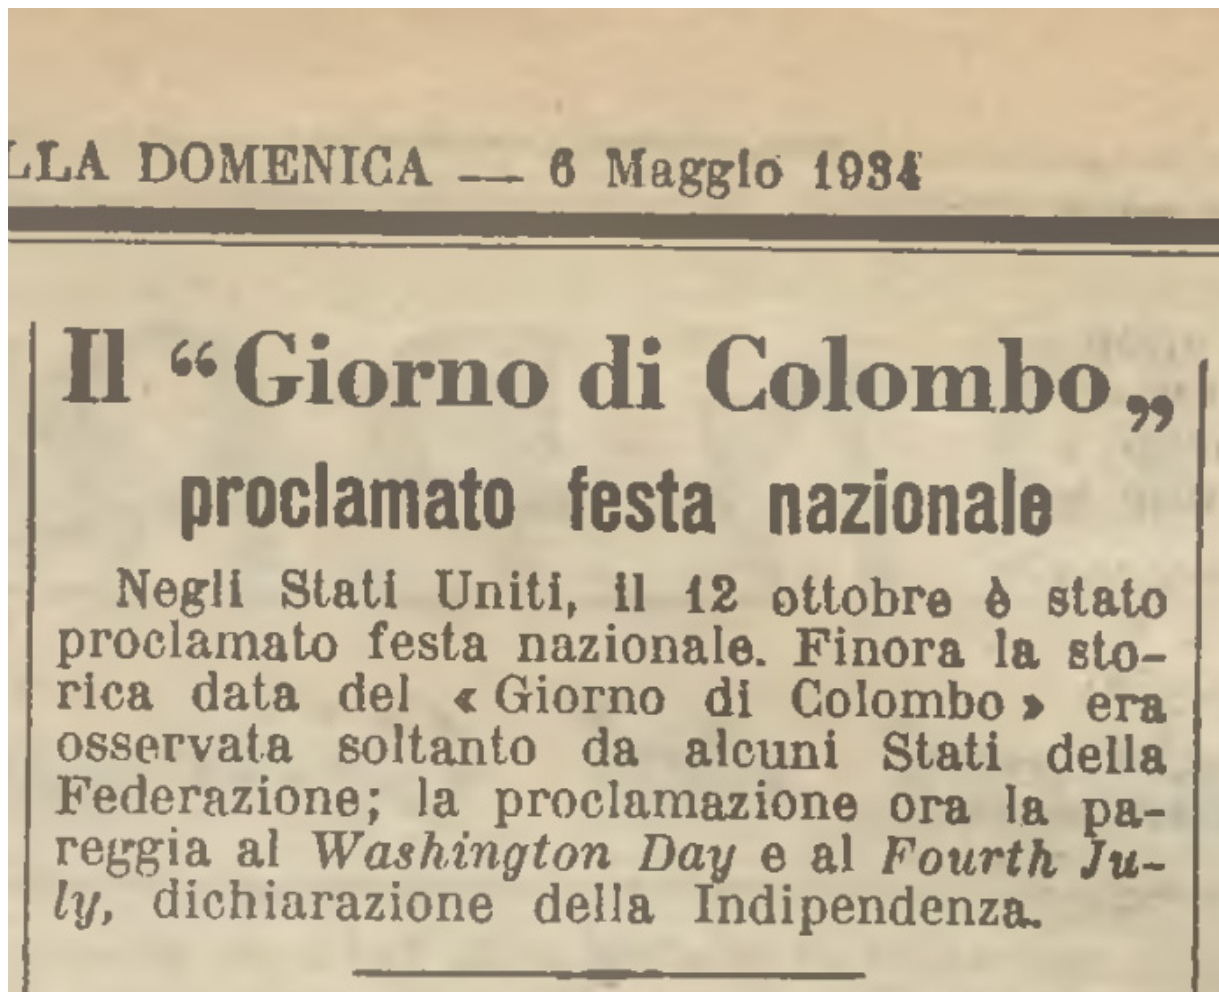 LLA DOMENICA — 6 Maggio 1934
Il “Giorno di Colombo„
proclamato festa nazionale
Negli Stati Uniti, il 12 ottobre è stato
proclamato festa nazionale. Finora la sto-
rica data del « Giorno di Colombo » era
osservata soltanto da alcuni Stati della
Federazione; la proclamazione ora la pa-
reggia al Washington Day e al Fourth Ju-
ly, dichiarazione della Indipendenza.